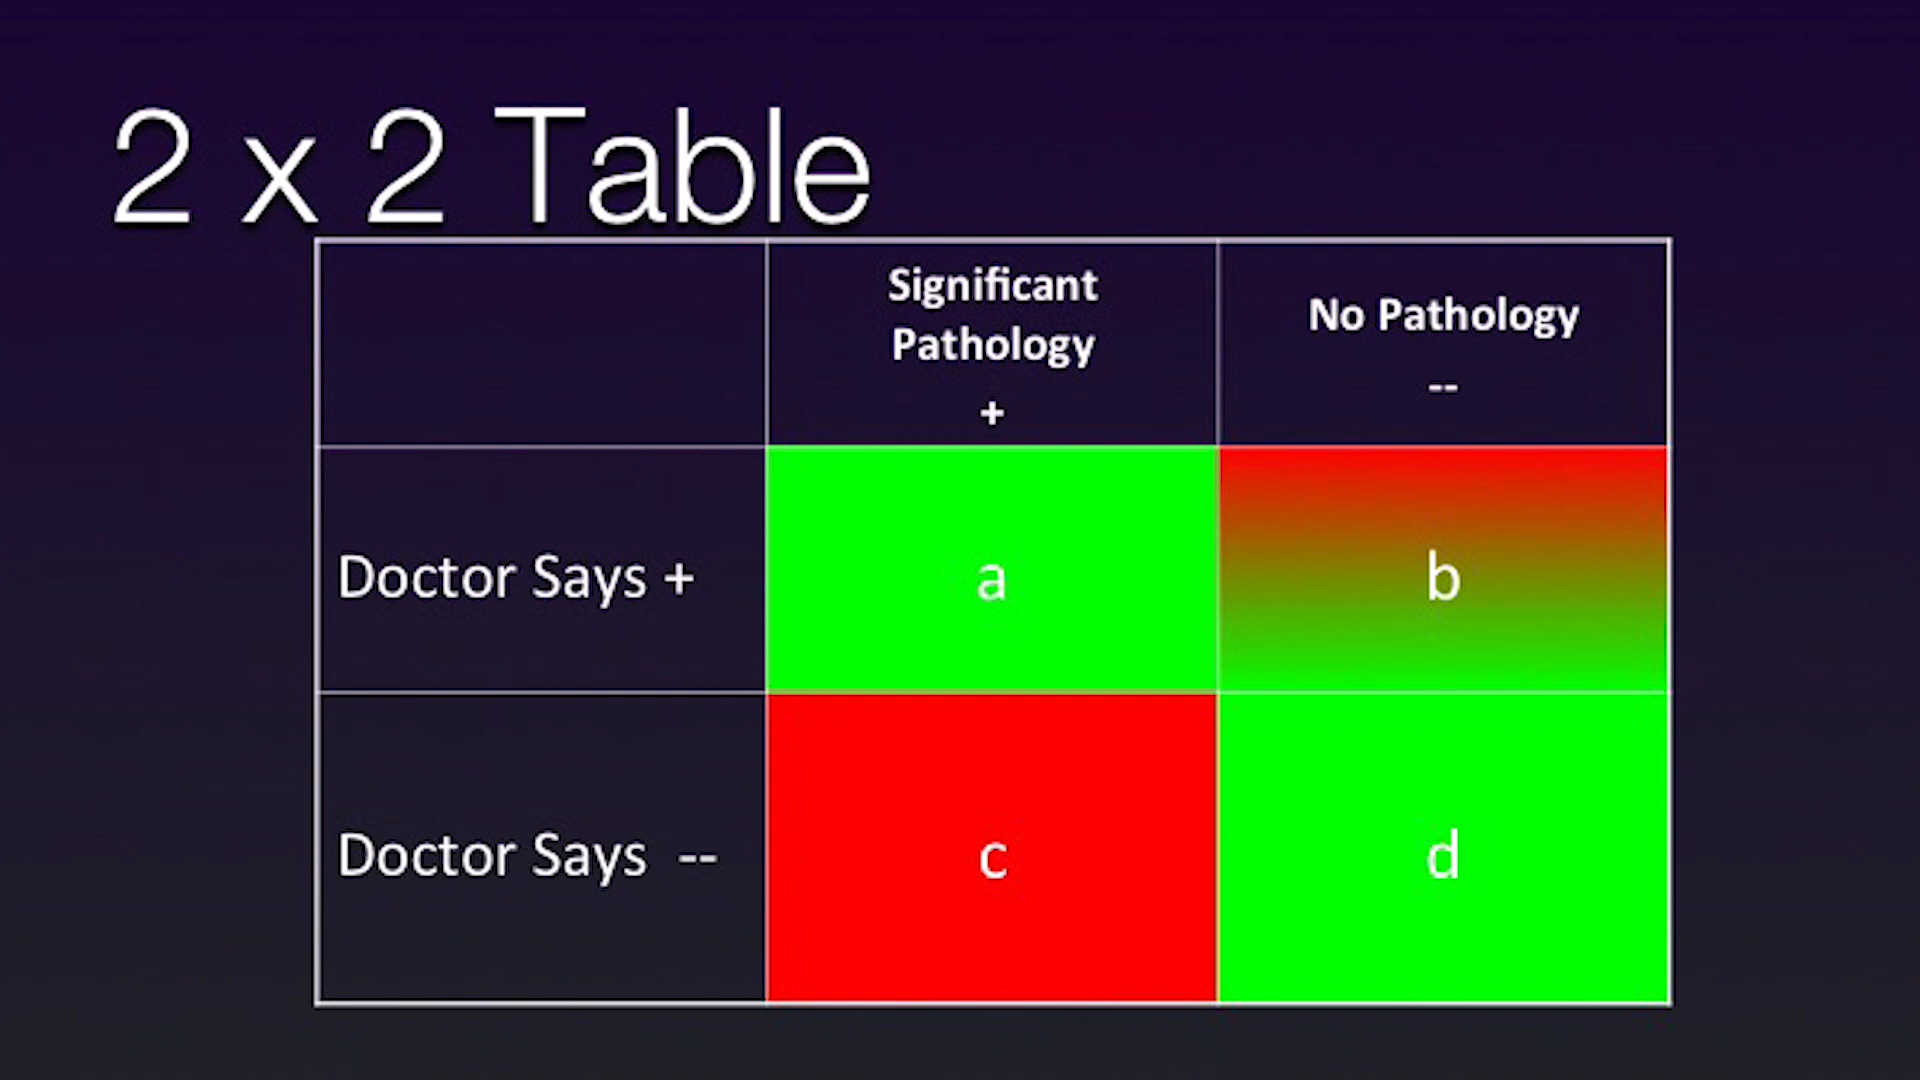 2 x 2 Table
Significant
Pathology
+
No Pathology
--
Doctor Says +
a
b
Doctor Says --
c
d